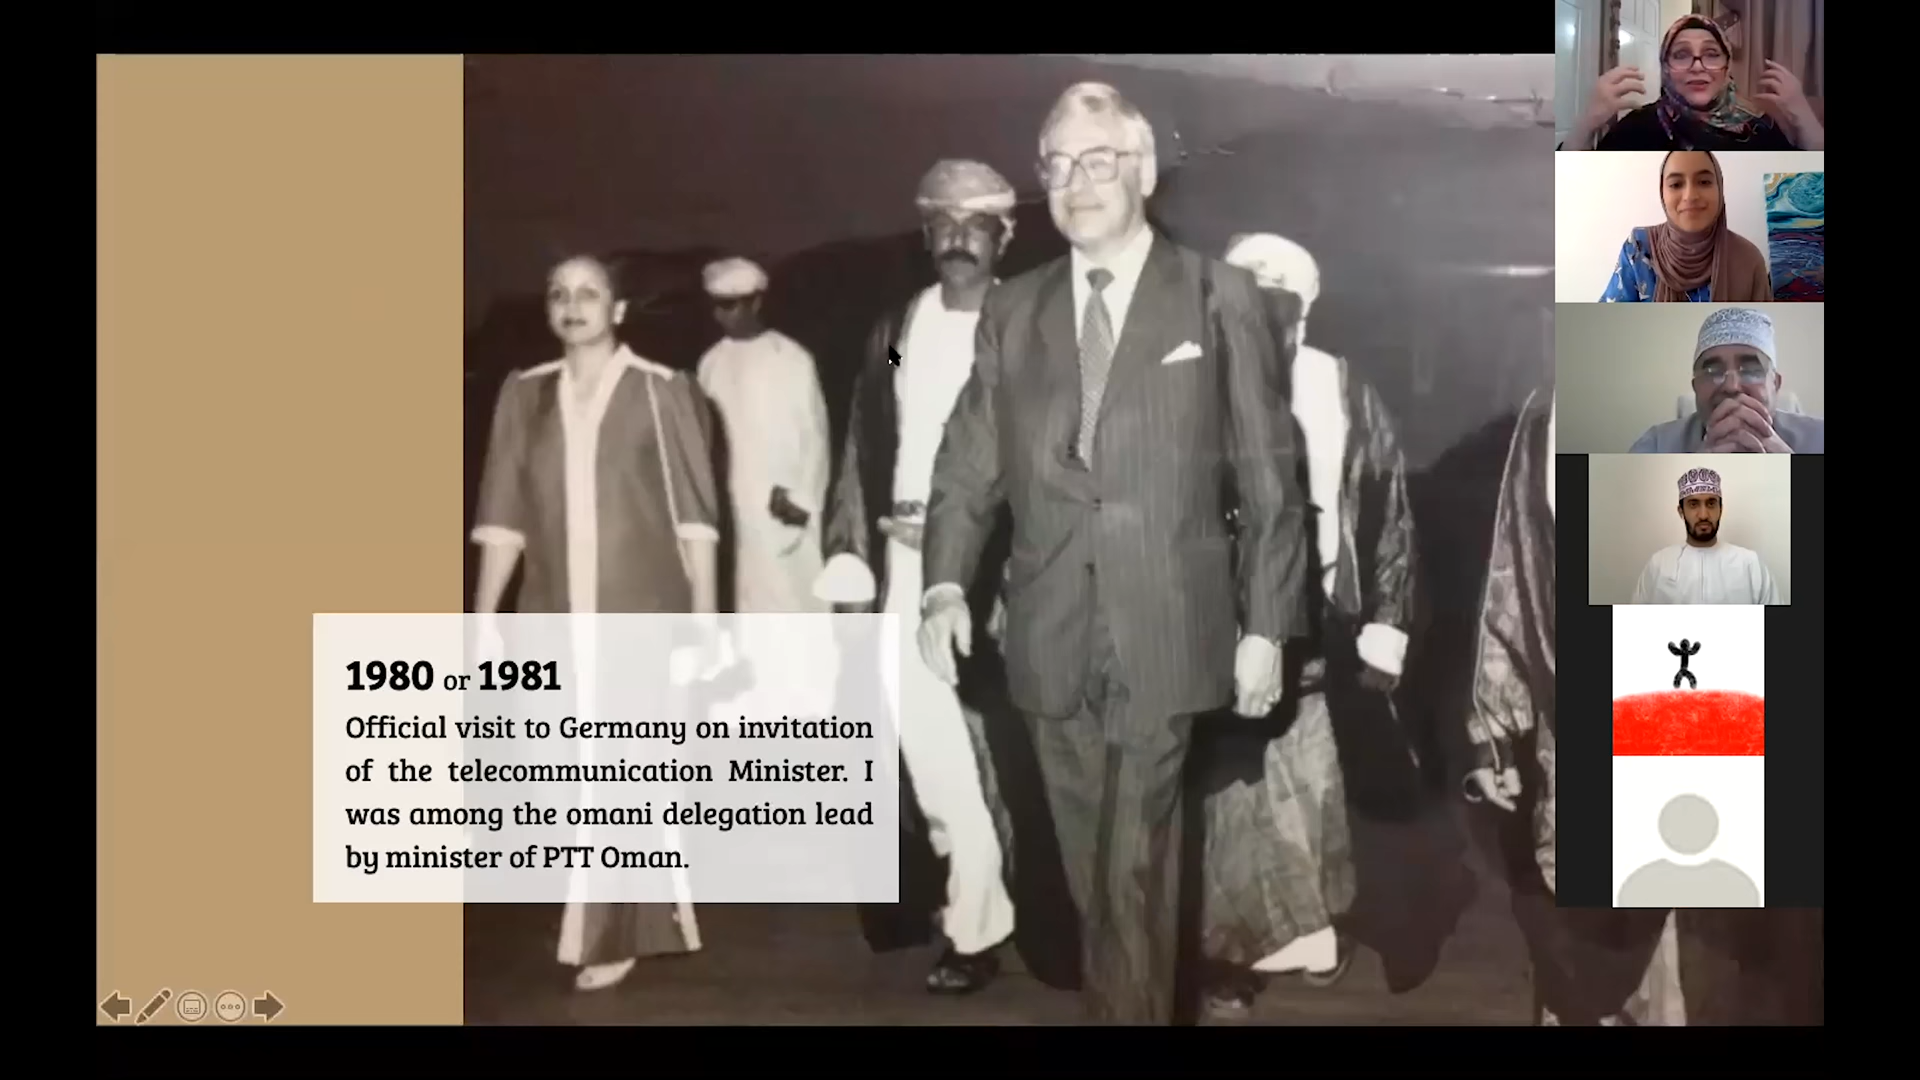 1980 or 1981
Official visit to Germany on invitation
of the telecommunication Minister. I
was among the omani delegation lead
by minister of PTT Oman.